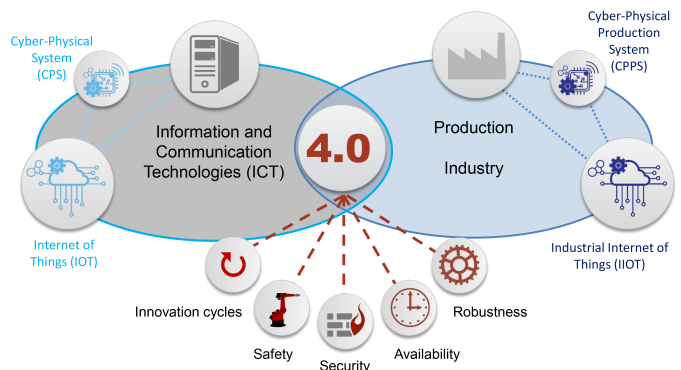 Cyber-Physical
System
(CPS)
Cyber-Physical
Production
System
(CPPS)
Information and
Communication
Technologies (ICT)
4.0
Production
Industry
Internet of
Things (IOT)
Industrial Internet of
Things (IIOT)
Innovation cycles
Safety
Security
Availability
Robustness